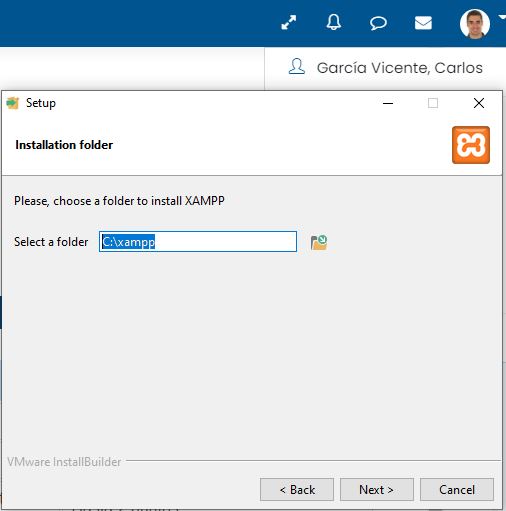 García Vicente, Carlos
Setup
Installation folder
Please, choose a folder to install XAMPP
Select a folder C:\xampp
VMware InstallBuilder
< Back Next > Cancel